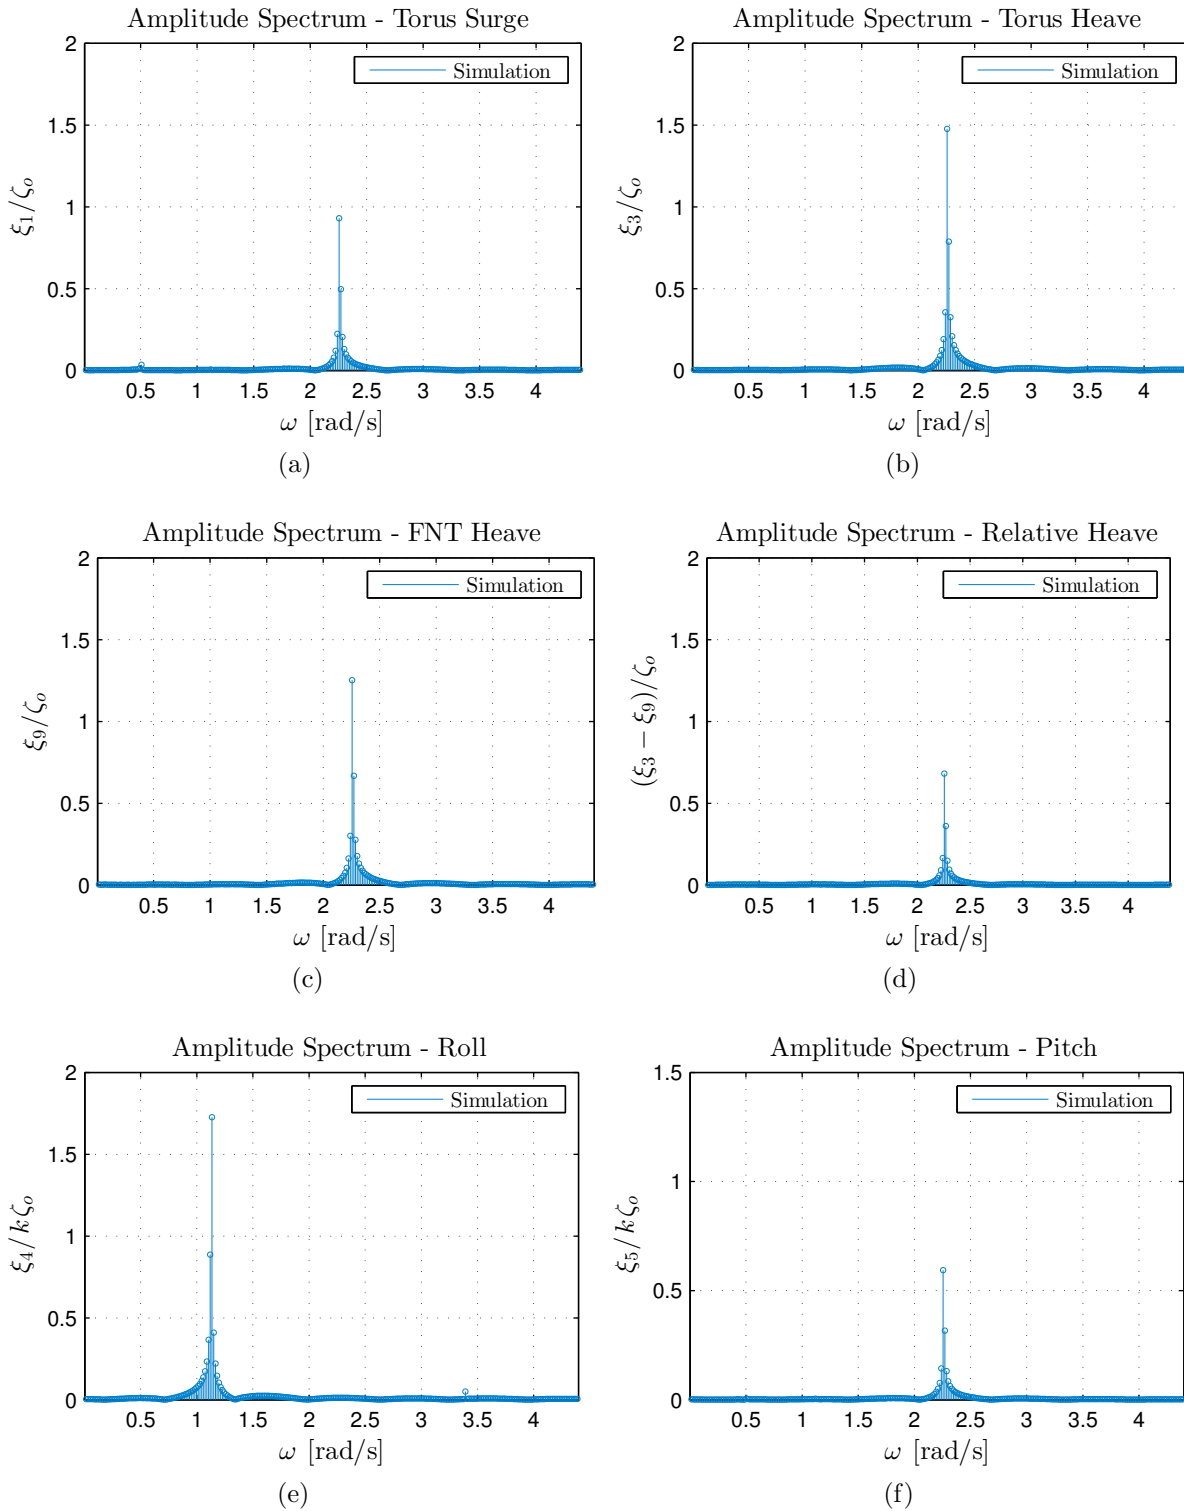 Amplitude Spectrum - Torus Surge
2
1.5
1
0.5
0
Simulation
ξ₁/ζₒ
0.5 1 1.5 2 2.5 3 3.5 4
ω [rad/s]
(a)
Amplitude Spectrum - Torus Heave
2
1.5
1
0.5
0
Simulation
ξ₃/ζₒ
0.5 1 1.5 2 2.5 3 3.5 4
ω [rad/s]
(b)
Amplitude Spectrum - FNT Heave
2
1.5
1
0.5
0
Simulation
ξ₉/ζₒ
0.5 1 1.5 2 2.5 3 3.5 4
ω [rad/s]
(c)
Amplitude Spectrum - Relative Heave
2
1.5
1
0.5
0
Simulation
(ξ₃ − ξ₉)/ζₒ
0.5 1 1.5 2 2.5 3 3.5 4
ω [rad/s]
(d)
Amplitude Spectrum - Roll
2
1.5
1
0.5
0
Simulation
ξ₄/kζₒ
0.5 1 1.5 2 2.5 3 3.5 4
ω [rad/s]
(e)
Amplitude Spectrum - Pitch
1.5
1
0.5
0
Simulation
ξ₅/kζₒ
0.5 1 1.5 2 2.5 3 3.5 4
ω [rad/s]
(f)